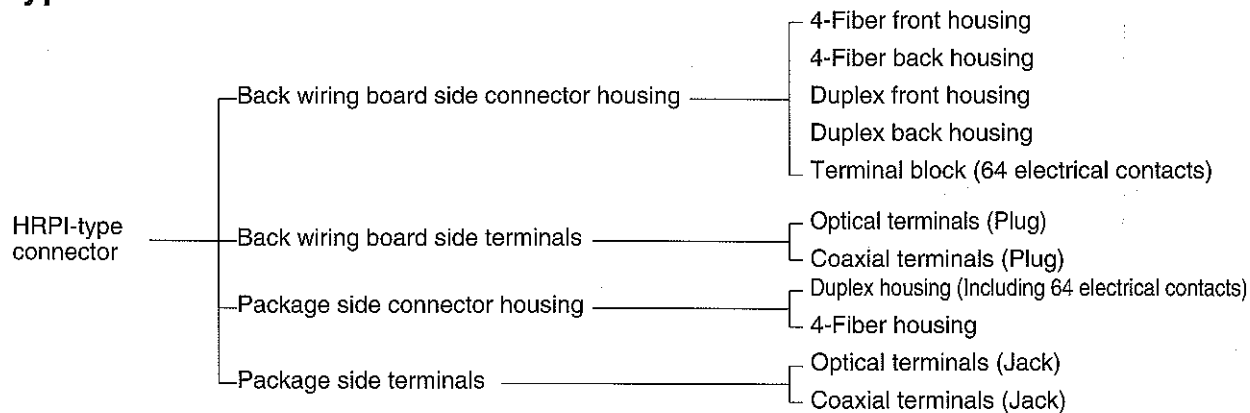 4-Fiber front housing
4-Fiber back housing
Back wiring board side connector housing
Duplex front housing
Duplex back housing
Terminal block (64 electrical contacts)
HRPI-type
connector
Back wiring board side terminals
Optical terminals (Plug)
Coaxial terminals (Plug)
Package side connector housing
Duplex housing (Including 64 electrical contacts)
4-Fiber housing
Package side terminals
Optical terminals (Jack)
Coaxial terminals (Jack)